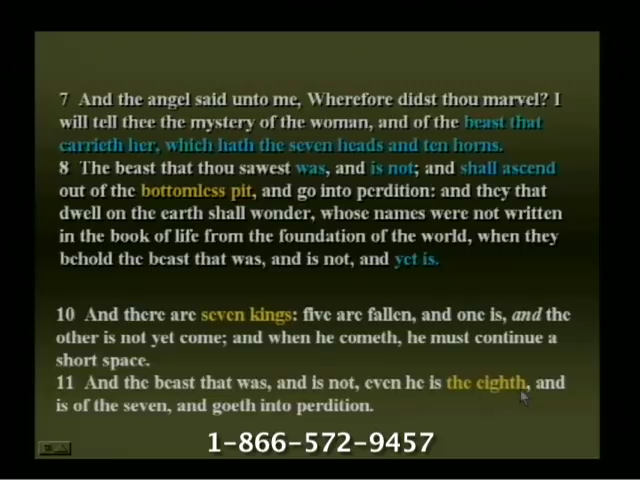 7 And the angel said unto me, Wherefore didst thou marvel? I
will tell thee the mystery of the woman, and of the beast that
carrieth her, which hath the seven heads and ten horns.
8 The beast that thou sawest was, and is not; and shall ascend
out of the bottomless pit, and go into perdition: and they that
dwell on the earth shall wonder, whose names were not written
in the book of life from the foundation of the world, when they
behold the beast that was, and is not, and yet is.
10 And there are seven kings: five are fallen, and one is, and the
other is not yet come; and when he cometh, he must continue a
short space.
11 And the beast that was, and is not, even he is the eighth, and
is of the seven, and goeth into perdition.
1-866-572-9457